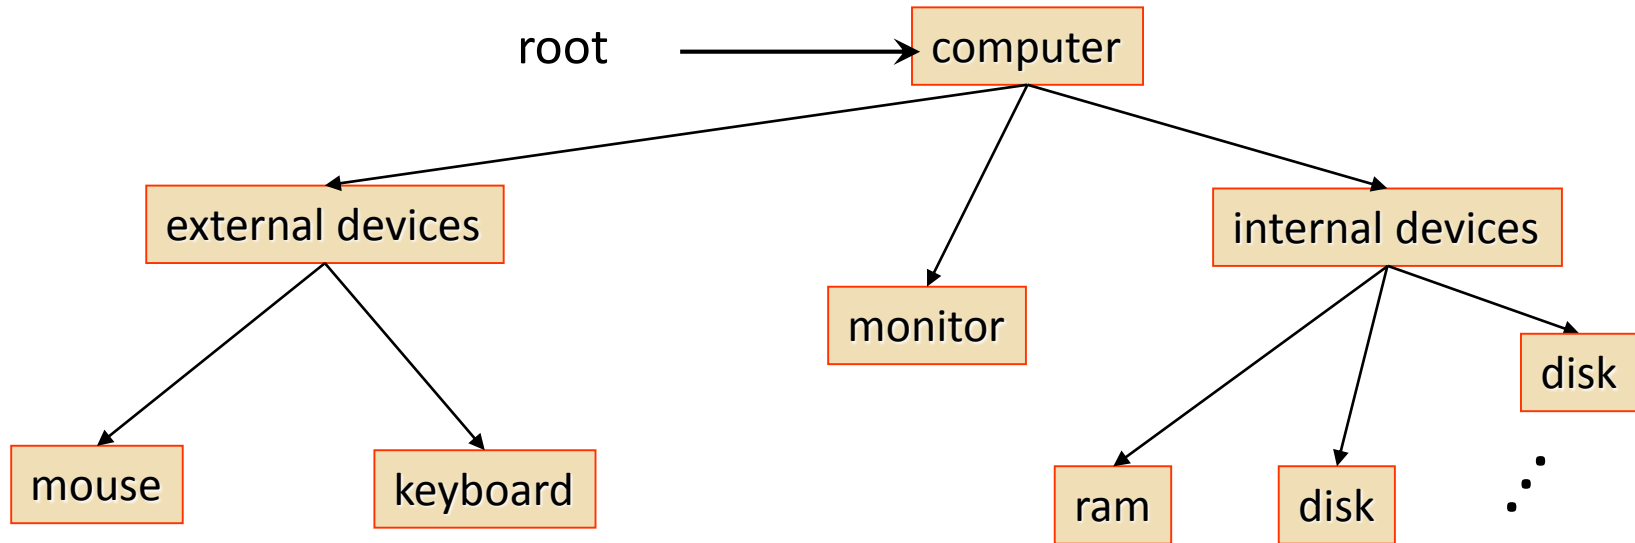 root
computer
external devices
internal devices
monitor
disk
mouse
keyboard
ram
disk